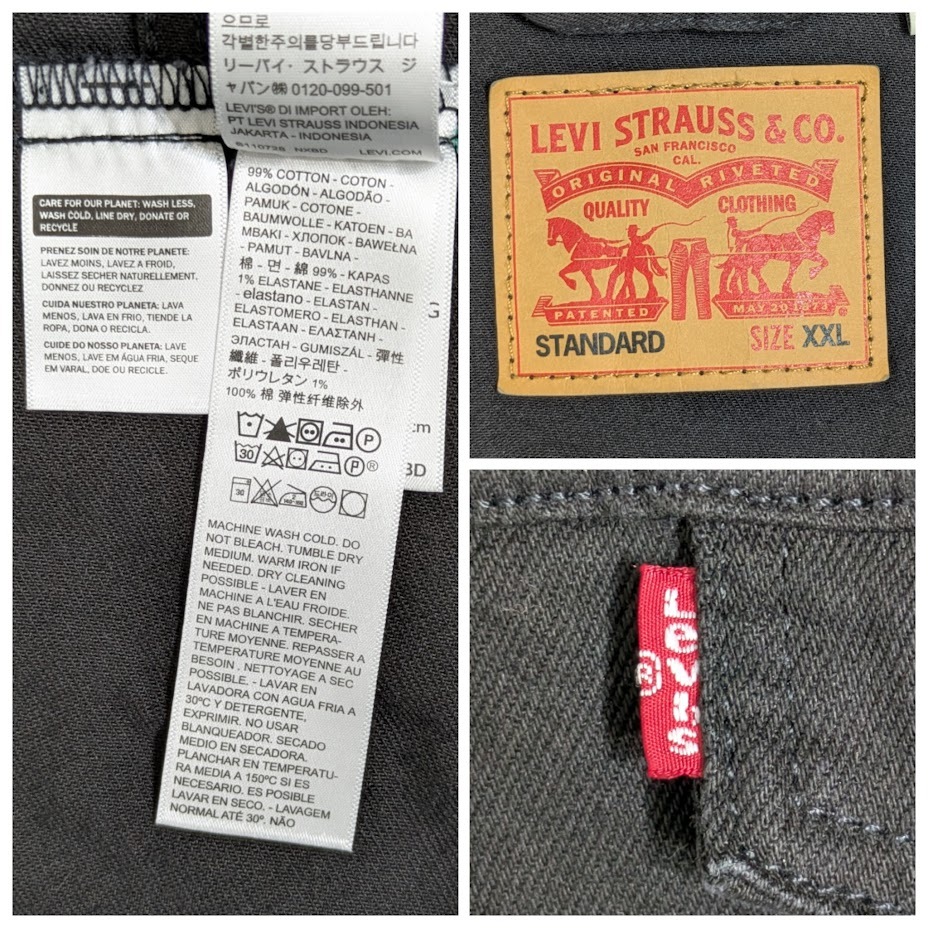 으므로
각별한주의를당부드립니다
リーバイ・ストラウス ジ
ャパン㈱ 0120-099-501
LEVI'S® DI IMPORT OLEH:
PT LEVI STRAUSS INDONESIA
JAKARTA - INDONESIA
LEVI.COM
CARE FOR OUR PLANET: WASH LESS,
WASH COLD, LINE DRY, DONATE OR
RECYCLE
PRENEZ SOIN DE NOTRE PLANETE:
LAVEZ MOINS, LAVEZ A FROID,
LAISSEZ SECHER NATURELLEMENT,
DONNEZ OU RECYCLEZ
CUIDA NUESTRO PLANETA: LAVA
MENOS, LAVA EN FRIO, TIENDE LA
ROPA, DONA O RECICLA.
CUIDE DO NOSSO PLANETA: LAVE
MENOS, LAVE EM ÁGUA FRIA, SEQUE
EM VARAL, DOE OU RECICLE.
99% COTTON - COTON -
ALGODÓN - ALGODÃO -
PAMUK - COTONE -
BAUMWOLLE - KATOEN - BA
MBAKI - ХЛОПОК - BAWEŁNA
- PAMUT - BAVLNA -
棉 - 면 - 綿 99% - KAPAS
1% ELASTANE - ELASTHANNE
- elastano - ELASTAN -
ELASTOMERO - ELASTHAN -
ELASTAAN - ΕΛΑΣΤΑΝΗ -
ЭЛАСТАН - GUMISZÁL - 彈性
纖維 - 폴리우레탄 -
ポリウレタン 1%
100% 棉 弹性纤维除外
P
30 P ®
30
드라이
G
cm
BD
MACHINE WASH COLD. DO
NOT BLEACH. TUMBLE DRY
MEDIUM. WARM IRON IF
NEEDED. DRY CLEANING
POSSIBLE - LAVER EN
MACHINE A L'EAU FROIDE.
NE PAS BLANCHIR. SECHER
EN MACHINE A TEMPERA-
TURE MOYENNE. REPASSER A
TEMPERATURE MOYENNE AU
BESOIN . NETTOYAGE A SEC
POSSIBLE. - LAVAR EN
LAVADORA CON AGUA FRIA A
30ºC Y DETERGENTE,
EXPRIMIR. NO USAR
BLANQUEADOR. SECADO
MEDIO EN SECADORA.
PLANCHAR EN TEMPERATU-
RA MEDIA A 150ºC SI ES
NECESARIO. ES POSIBLE
LAVAR EN SECO. - LAVAGEM
NORMAL ATÉ 30º. NÃO
LEVI STRAUSS & CO.
SAN FRANCISCO
CAL.
ORIGINAL RIVETED
QUALITY CLOTHING
PATENTED MAY 20 1873 ®
STANDARD SIZE XXL
Levi's
®